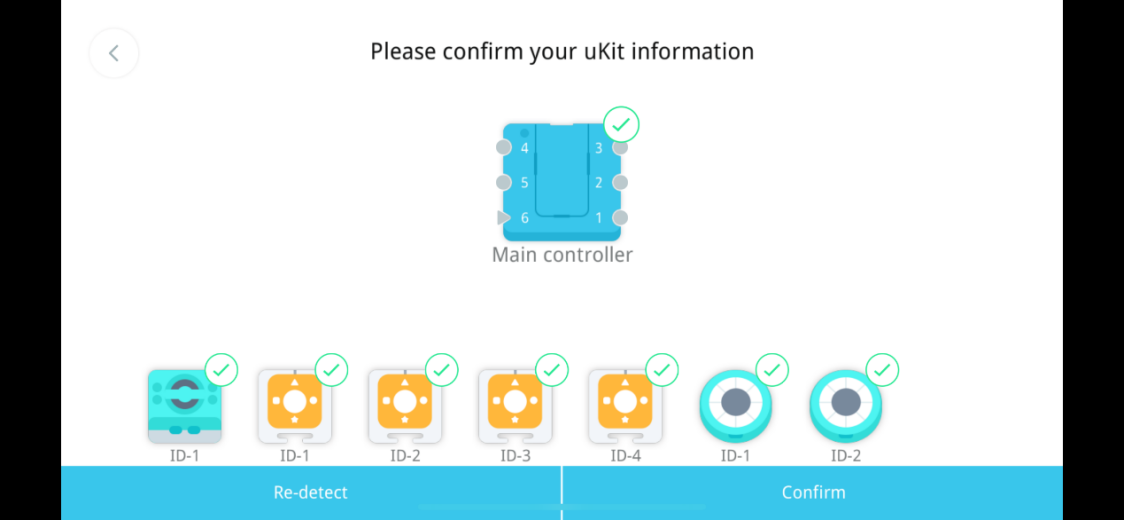 Please confirm your uKit information
4 3
5 2
6 1
Main controller
ID-1 ID-1 ID-2 ID-3 ID-4 ID-1 ID-2
Re-detect Confirm